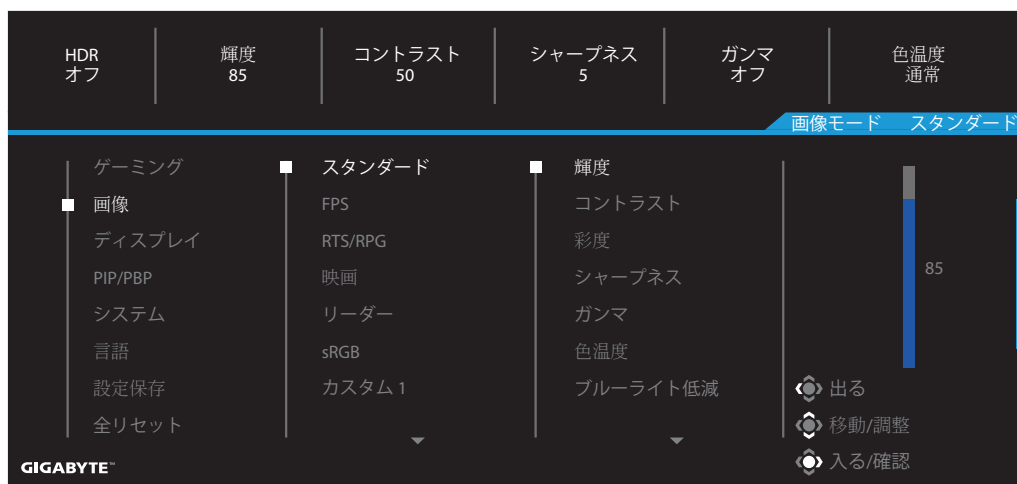 HDR
オフ
輝度
85
コントラスト
50
シャープネス
5
ガンマ
オフ
色温度
通常
画像モード スタンダード
ゲーミング
画像
ディスプレイ
PIP/PBP
システム
言語
設定保存
全リセット
スタンダード
FPS
RTS/RPG
映画
リーダー
sRGB
カスタム 1
輝度
コントラスト
彩度
シャープネス
ガンマ
色温度
ブルーライト低減
85
出る
移動/調整
入る/確認
GIGABYTE™